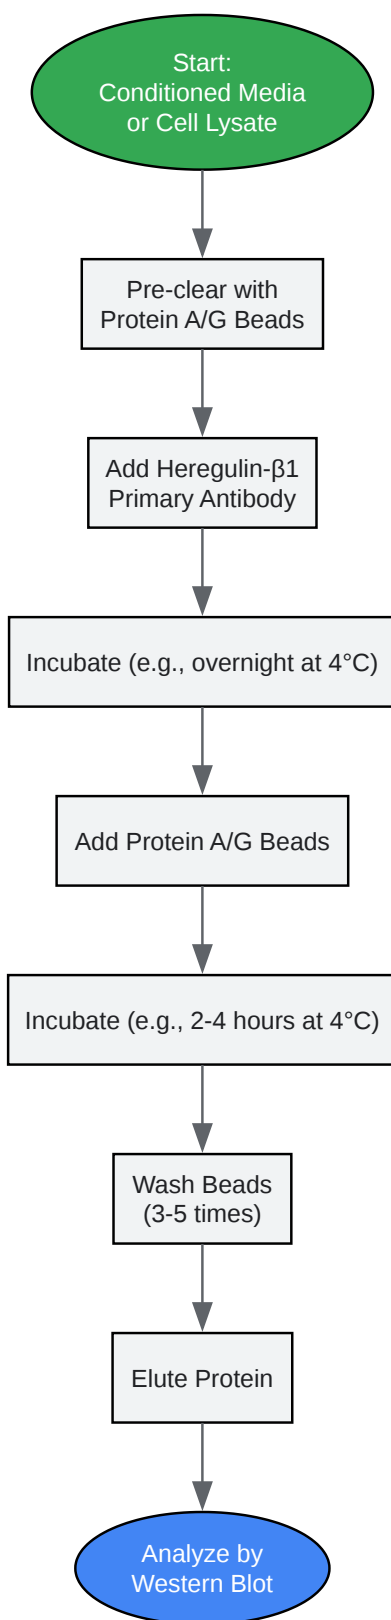 Start:
Conditioned Media
or Cell Lysate
Pre-clear with
Protein A/G Beads
Add Heregulin-β1
Primary Antibody
Incubate (e.g., overnight at 4°C)
Add Protein A/G Beads
Incubate (e.g., 2-4 hours at 4°C)
Wash Beads
(3-5 times)
Elute Protein
Analyze by
Western Blot